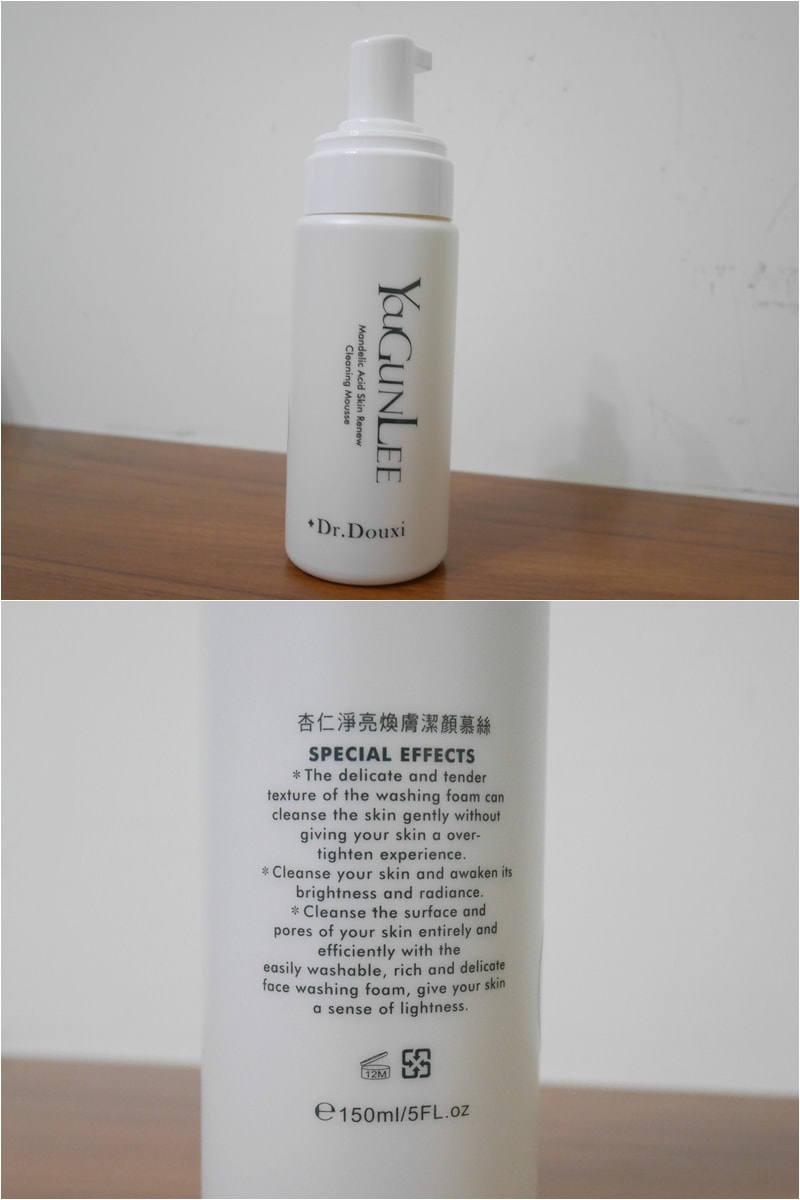 YouGunLee
Mandelic Acid Skin Renew
Cleaning Mousse
Dr.Douxi
杏仁淨亮煥膚潔顏慕絲
SPECIAL EFFECTS
*The delicate and tender
texture of the washing foam can
cleanse the skin gently without
giving your skin a over-
tighten experience.
*Cleanse your skin and awaken its
brightness and radiance.
*Cleanse the surface and
pores of your skin entirely and
efficiently with the
easily washable, rich and delicate
face washing foam, give your skin
a sense of lightness.
12M
℮150ml/5FL.oz